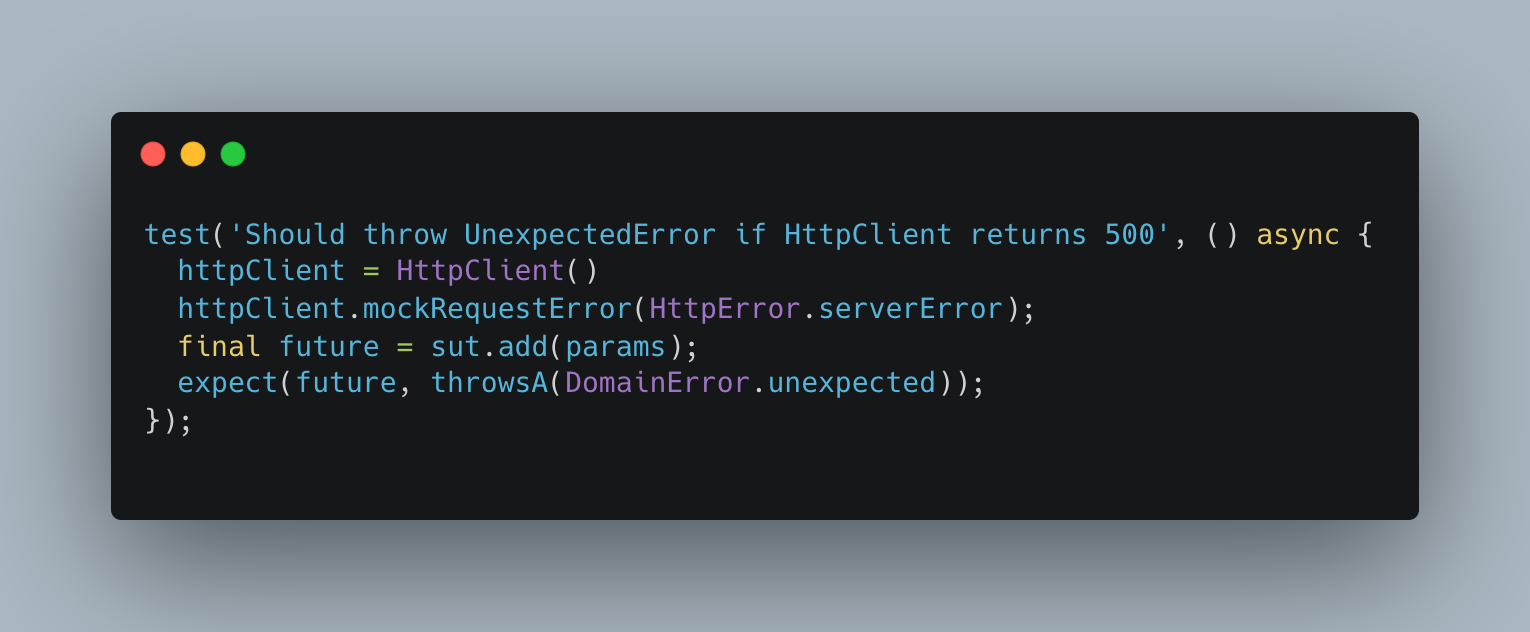 test('Should throw UnexpectedError if HttpClient returns 500', () async {
  httpClient = HttpClient()
  httpClient.mockRequestError(HttpError.serverError);
  final future = sut.add(params);
  expect(future, throwsA(DomainError.unexpected));
});